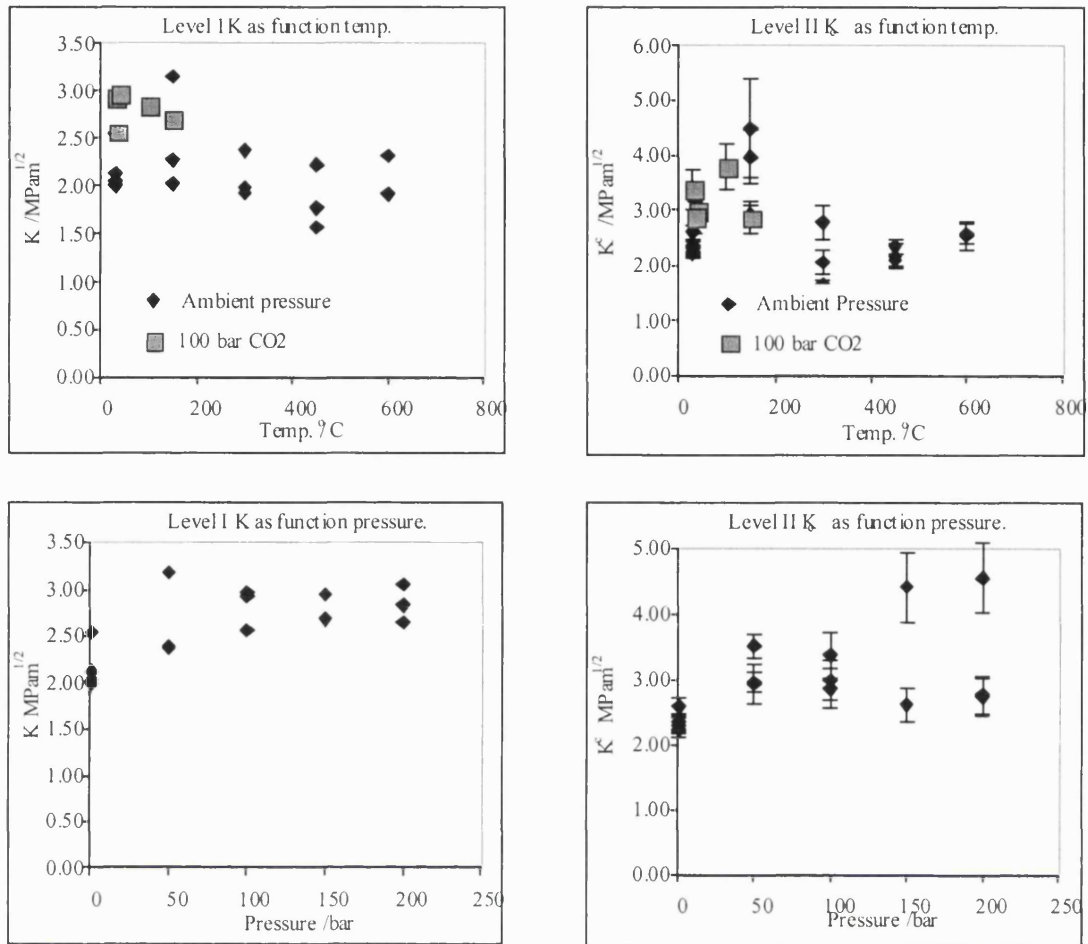 Level I K as function temp.
3.50
3.00
2.50
2.00
1.50
1.00
0.50
0.00
K /MPam1/2
Ambient pressure
100 bar CO2
0 200 400 600 800
Temp. /°C
Level II Kc as function temp.
6.00
5.00
4.00
3.00
2.00
1.00
0.00
Kc /MPam1/2
Ambient Pressure
100 bar CO2
0 200 400 600 800
Temp. /°C
Level I K as function pressure.
3.50
3.00
2.50
2.00
1.50
1.00
0.50
0.00
K MPam1/2
0 50 100 150 200 250
Pressure /bar
Level II Kc as function pressure.
5.00
4.00
3.00
2.00
1.00
0.00
Kc MPam1/2
0 50 100 150 200 250
Pressure /bar